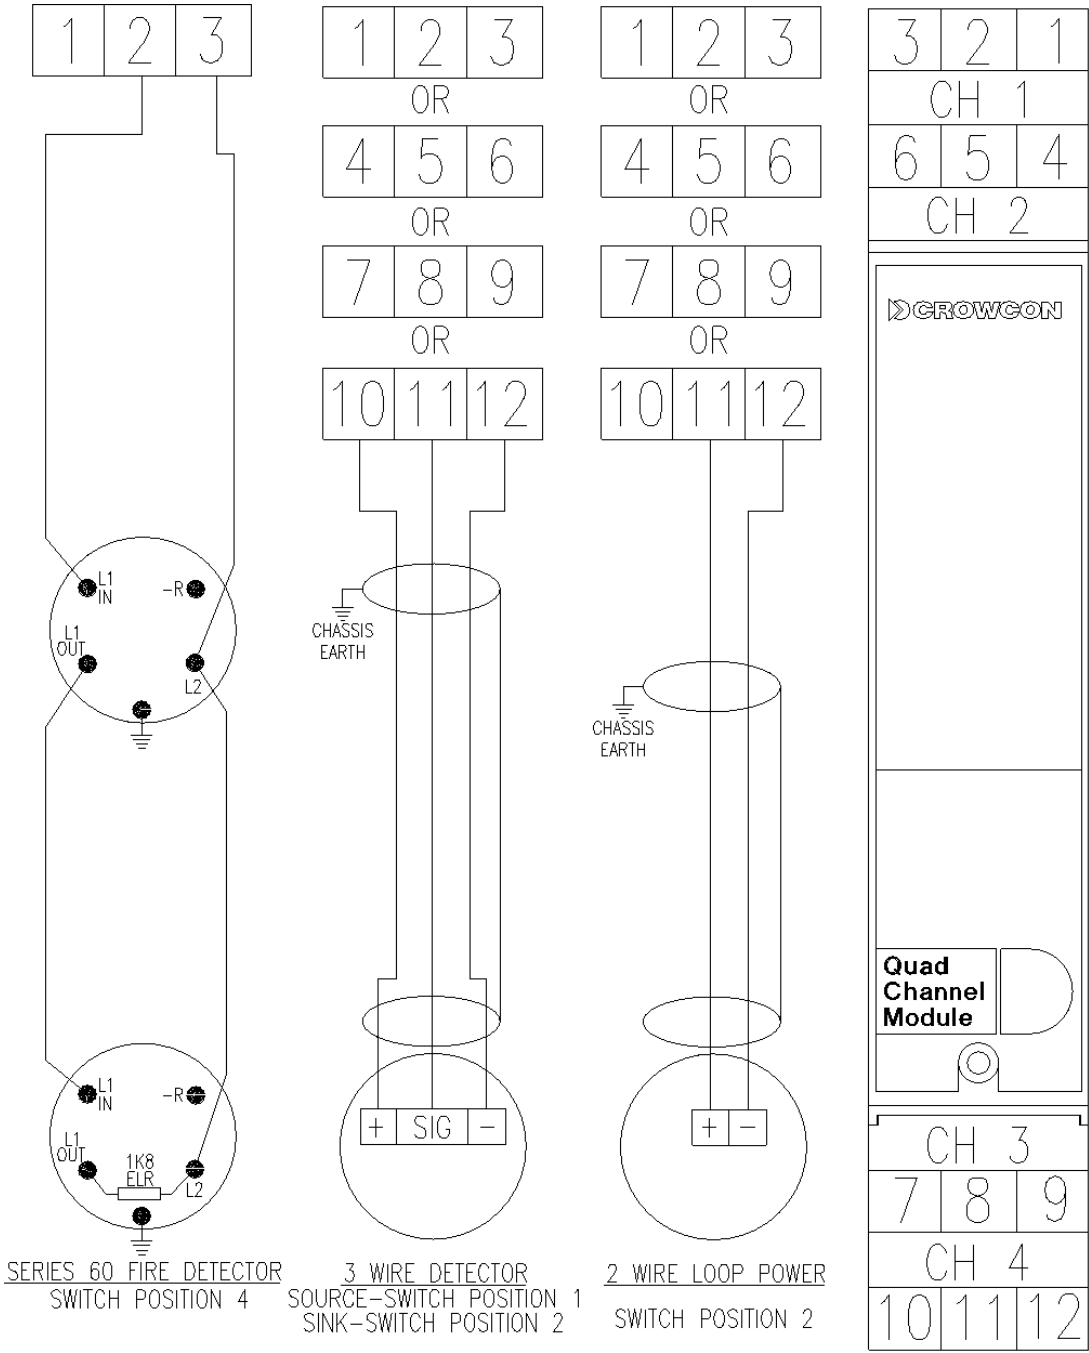 1 2 3
L1
IN
-R
L1
OUT
L2
L1
IN
-R
L1
OUT
1K8
ELR
L2
SERIES 60 FIRE DETECTOR
SWITCH POSITION 4
1 2 3
OR
4 5 6
OR
7 8 9
OR
10 11 12
CHASSIS
EARTH
+ SIG -
3 WIRE DETECTOR
SOURCE-SWITCH POSITION 1
SINK-SWITCH POSITION 2
1 2 3
OR
4 5 6
OR
7 8 9
OR
10 11 12
CHASSIS
EARTH
+ -
2 WIRE LOOP POWER
SWITCH POSITION 2
3 2 1
CH 1
6 5 4
CH 2
CROWCON
Quad
Channel
Module
CH 3
7 8 9
CH 4
10 11 12